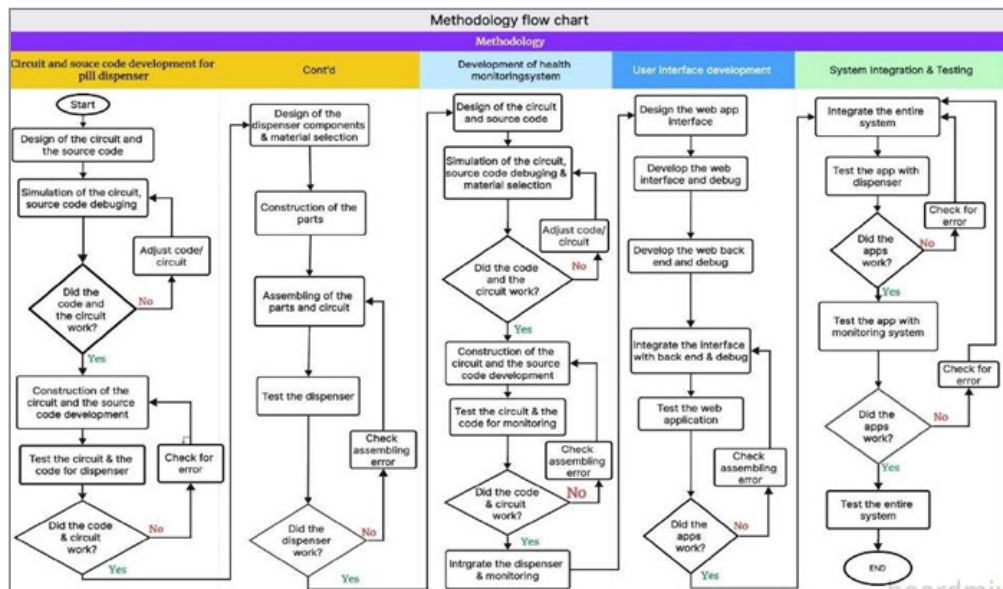 Methodology flow chart
Methodology
Circuit and souce code development for
pill dispenser
Cont'd
Development of health
monitoringsystem
User interface development
System Integration & Testing
Start
Design of the circuit and
the source code
Simulation of the circuit,
source code debuging
Adjust code/
circuit
Did the
code and
the circuit
work?
No
Yes
Construction of the
circuit and the source
code development
Test the circuit & the
code for dispenser
Check for
error
Did the code
& circuit
work?
No
Yes
Design of the
dispenser components
& material selection
Construction of the
parts
Assembling of the
parts and circuit
Test the dispenser
Check
assembling
error
Did the
dispenser work?
No
Yes
Design of the circuit
and source code
Simulation of the circuit,
source code debuging &
material selection
Adjust code/
circuit
Did the code
and the
circuit work?
No
Yes
Construction of the
circuit and the source
code development
Test the circuit & the
code for monitoring
Check
assembling
error
Did the code
& circuit
work?
No
Yes
Intrgrate the dispenser
& monitoring
Design the web app
interface
Develop the web
interface and debug
Develop the web back
end and debug
Integrate the interface
with back end & debug
Test the web
application
Check
assembling
error
Did the
apps work?
No
Yes
Integrate the entire
system
Test the app with
dispenser
Check for
error
Did the
apps
work?
No
Yes
Test the app with
monitoring system
Check for
error
Did the
apps work?
No
Yes
Test the entire
system
END
boardmix